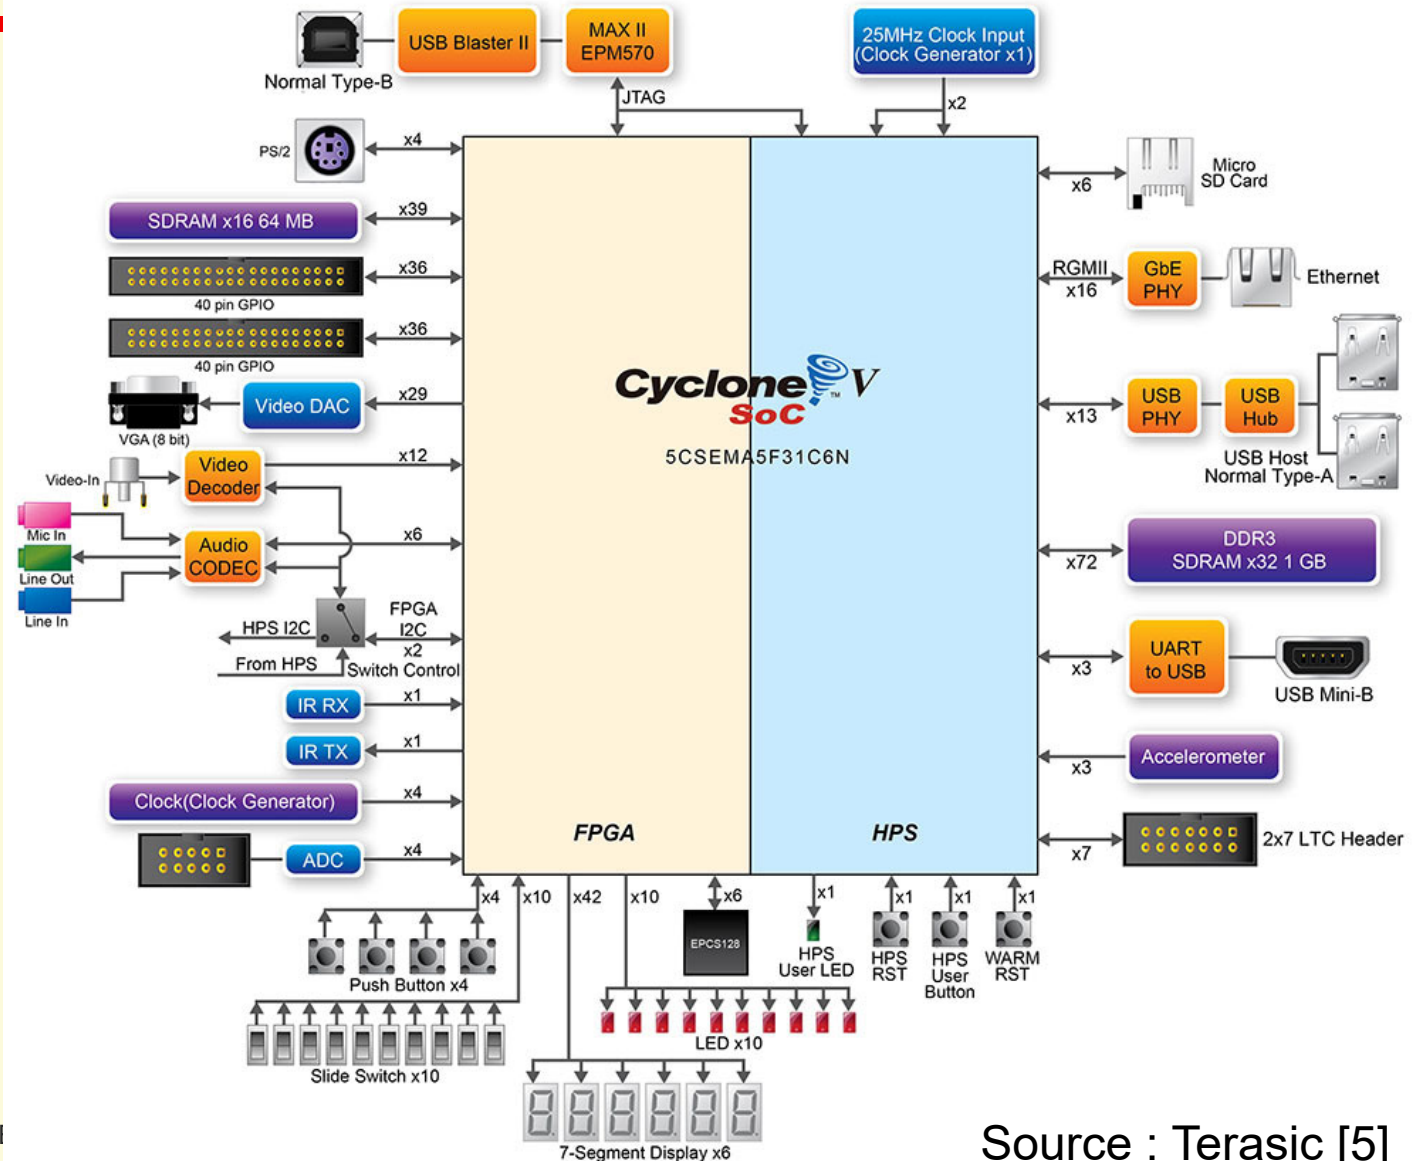 Normal Type-B
USB Blaster II
MAX II
EPM570
25MHz Clock Input
(Clock Generator x1)
JTAG
x2
PS/2
x4
SDRAM x16 64 MB
x39
x36
40 pin GPIO
x36
40 pin GPIO
VGA (8 bit)
Video DAC
x29
Video-In
Video
Decoder
x12
Mic In
Line Out
Line In
Audio
CODEC
x6
HPS I2C
From HPS
FPGA
I2C
x2
Switch Control
IR RX
x1
IR TX
x1
Clock(Clock Generator)
x4
ADC
x4
Cyclone V
TM
SoC
5CSEMA5F31C6N
FPGA
HPS
x6
Micro
SD Card
RGMII
x16
GbE
PHY
Ethernet
x13
USB
PHY
USB
Hub
USB Host
Normal Type-A
x72
DDR3
SDRAM x32 1 GB
x3
UART
to USB
USB Mini-B
x3
Accelerometer
x7
2x7 LTC Header
x4
x10
x42
x10
x6
x1
x1
x1
x1
Push Button x4
EPCS128
HPS
User LED
HPS
RST
HPS
User
Button
WARM
RST
Slide Switch x10
LED x10
7-Segment Display x6
Source : Terasic [5]